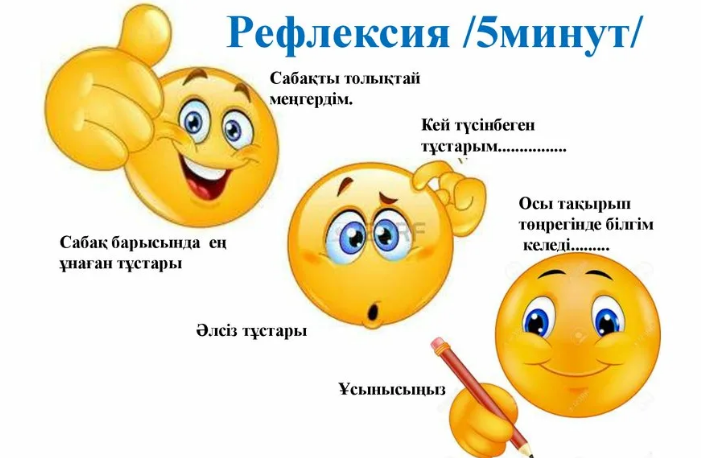 Рефлексия /5минут/
Сабақты толықтай
меңгердім.
Кей түсінбеген
тұстарым................
Осы тақырып
төңрегінде білгім
келеді.........
Сабақ барысында ең
ұнаған тұстары
Әлсіз тұстары
Ұсынысыңыз